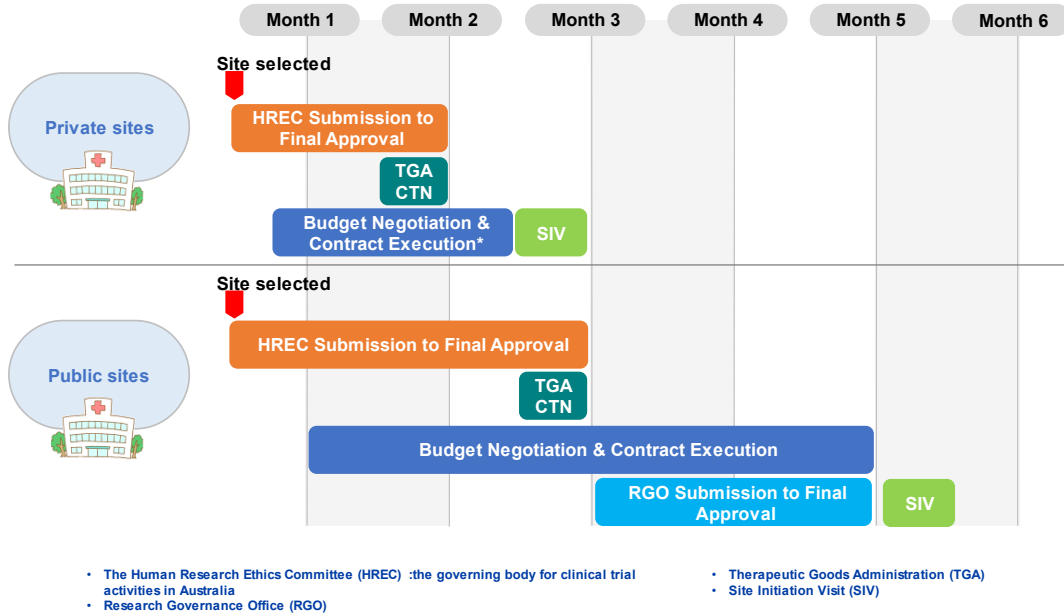 Month 1
Month 2
Month 3
Month 4
Month 5
Month 6
Site selected
Private sites
HREC Submission to
Final Approval
TGA
CTN
Budget Negotiation &
Contract Execution*
SIV
Site selected
Public sites
HREC Submission to Final Approval
TGA
CTN
Budget Negotiation & Contract Execution
RGO Submission to Final
Approval
SIV
• The Human Research Ethics Committee (HREC) :the governing body for clinical trial
activities in Australia
• Research Governance Office (RGO)
• Therapeutic Goods Administration (TGA)
• Site Initiation Visit (SIV)